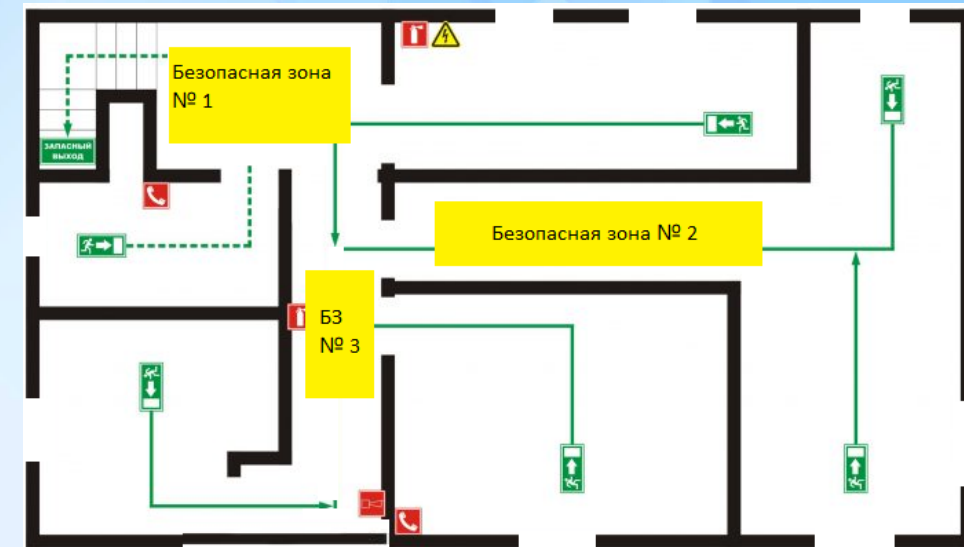 Безопасная зона
№ 1
ЗАПАСНЫЙ
ВЫХОД
Безопасная зона № 2
БЗ
№ 3